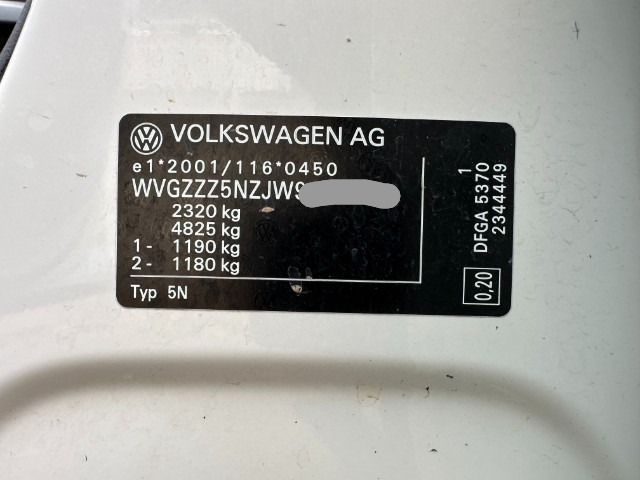 VOLKSWAGEN AG
e1*2001/116*0450
WVGZZZ5NZJW9
2320 kg
4825 kg
1- 1190 kg
2- 1180 kg
Typ 5N
1
DFGA 5370
2344449
0,20